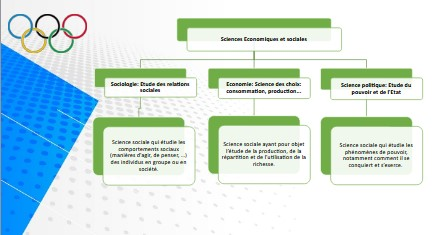 Sciences Economiques et sociales
Sociologie: Etude des relations
sociales
Economie: Science des choix:
consommation, production…
Science politique: Etude du
pouvoir et de l'Etat
Science sociale qui étudie les
comportements sociaux
(manières d'agir, de penser, …)
des individus en groupe ou en
société.
Science sociale ayant pour objet
l'étude de la production, de la
répartition et de l'utilisation de la
richesse.
Science sociale qui étudie les
phénomènes de pouvoir,
notamment comment il se
conquiert et s'exerce.